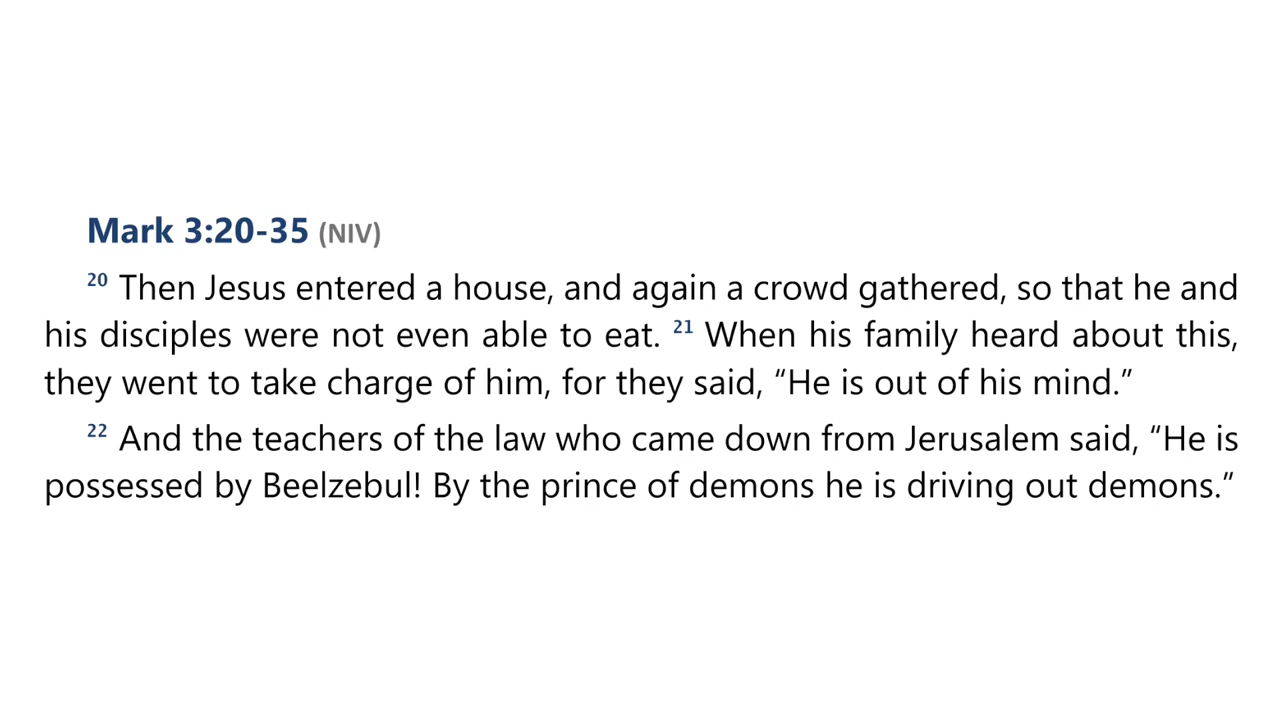 Mark 3:20-35 (NIV)
20 Then Jesus entered a house, and again a crowd gathered, so that he and
his disciples were not even able to eat. 21 When his family heard about this,
they went to take charge of him, for they said, “He is out of his mind.”
22 And the teachers of the law who came down from Jerusalem said, “He is
possessed by Beelzebul! By the prince of demons he is driving out demons.”